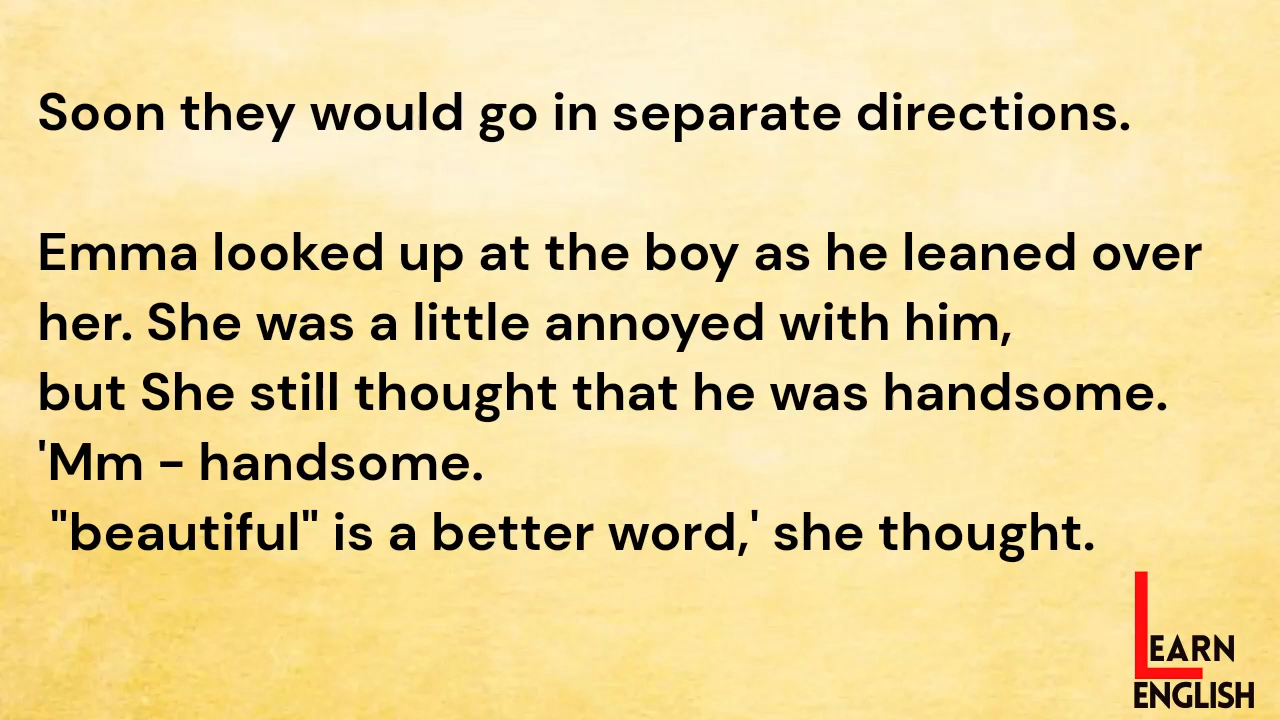 Soon they would go in separate directions.
Emma looked up at the boy as he leaned over
her. She was a little annoyed with him,
but She still thought that he was handsome.
'Mm – handsome.
"beautiful" is a better word,' she thought.
LEARN
ENGLISH